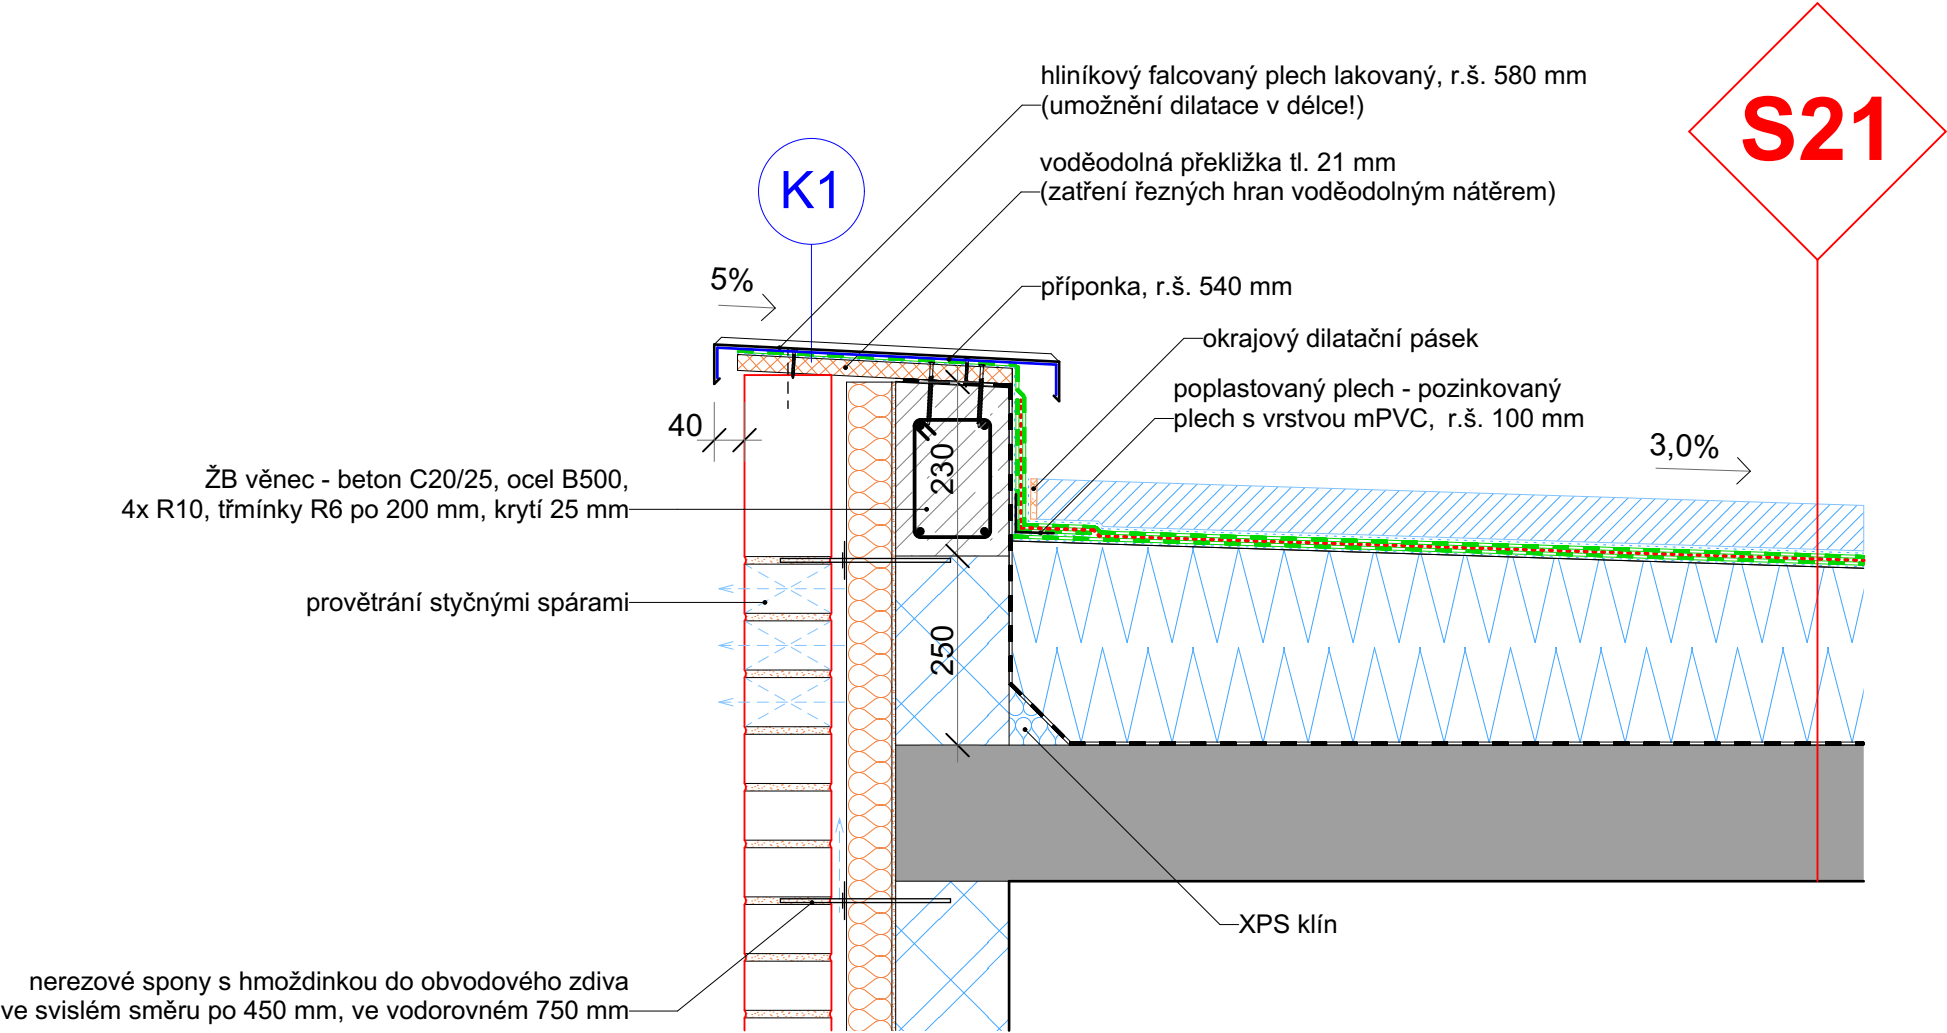 hliníkový falcovaný plech lakovaný, r.š. 580 mm
(umožnění dilatace v délce!)
S21
voděodolná překližka tl. 21 mm
(zatření řezných hran voděodolným nátěrem)
K1
5%
příponka, r.š. 540 mm
okrajový dilatační pásek
poplastovaný plech - pozinkovaný
plech s vrstvou mPVC, r.š. 100 mm
40
3,0%
230
ŽB věnec - beton C20/25, ocel B500,
4x R10, třmínky R6 po 200 mm, krytí 25 mm
provětrání styčnými spárami
250
XPS klín
nerezové spony s hmoždinkou do obvodového zdiva
ve svislém směru po 450 mm, ve vodorovném 750 mm